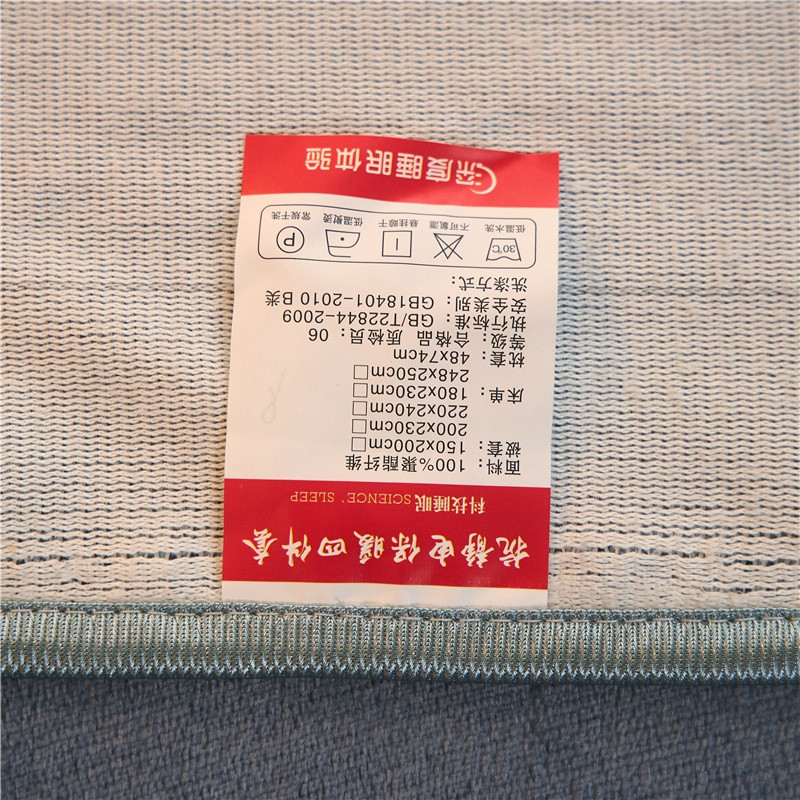 抗静电保暖四件套
科技睡眠 SCIENCE、SLEEP
面料：100%聚酯纤维
被套：150x200cm□
200x230cm□
220x240cm□
床单：180x230cm□
248x250cm□
枕套：48x74cm
等级：合格品 质检员：06
执行标准：GB/T22844-2009
安全类别：GB18401-2010 B类
洗涤方式：
30℃ P
低温水洗 不可氯漂 悬挂晾干 低温熨烫 常规干洗
深度睡眠体验